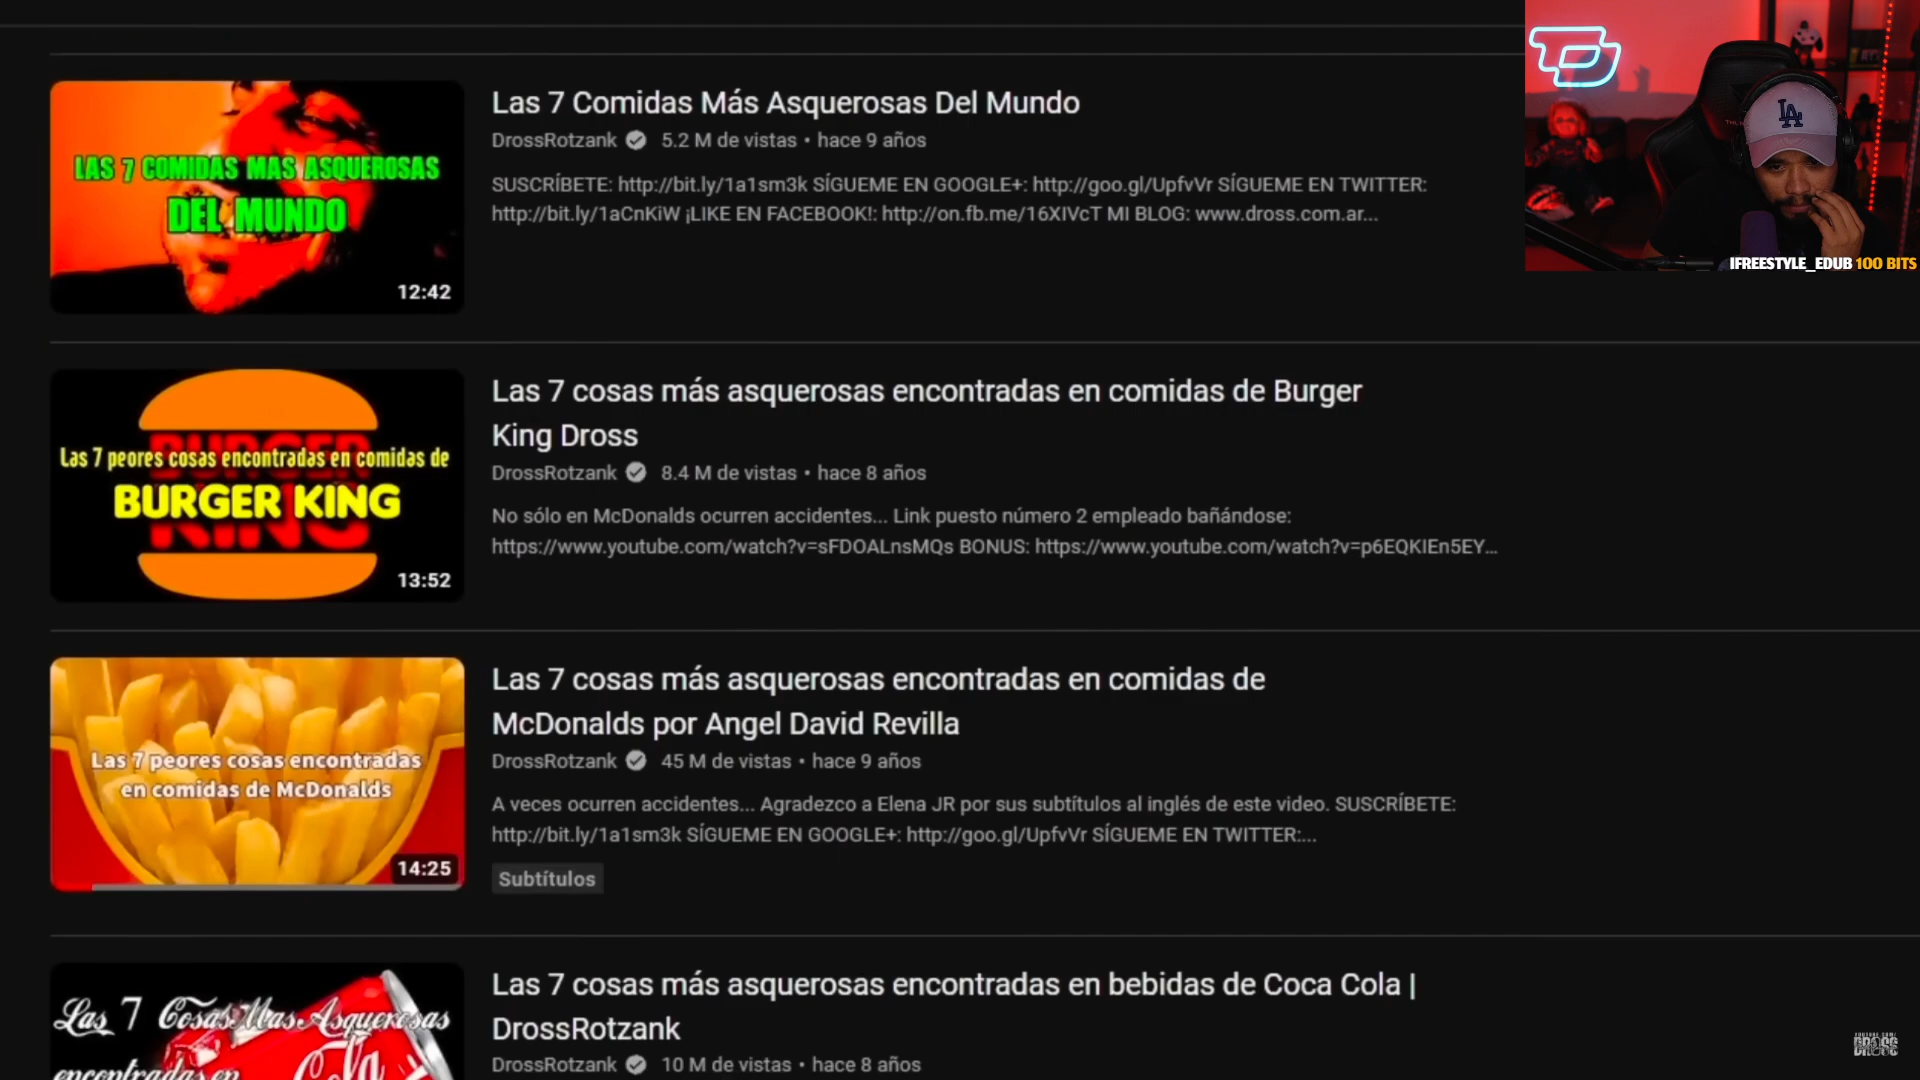 LAS 7 COMIDAS MAS ASQUEROSAS
DEL MUNDO
12:42
Las 7 Comidas Más Asquerosas Del Mundo
DrossRotzank 5.2 M de vistas • hace 9 años
SUSCRÍBETE: http://bit.ly/1a1sm3k SÍGUEME EN GOOGLE+: http://goo.gl/UpfvVr SÍGUEME EN TWITTER:
http://bit.ly/1aCnKiW ¡LIKE EN FACEBOOK!: http://on.fb.me/16XIVcT MI BLOG: www.dross.com.ar...
LA
IFREESTYLE_EDUB 100 BITS
BURGER
Las 7 peores cosas encontradas en comidas de
BURGER KING
KING
13:52
Las 7 cosas más asquerosas encontradas en comidas de Burger
King Dross
DrossRotzank 8.4 M de vistas • hace 8 años
No sólo en McDonalds ocurren accidentes... Link puesto número 2 empleado bañándose:
https://www.youtube.com/watch?v=sFDOALnsMQs BONUS: https://www.youtube.com/watch?v=p6EQKIEn5EY...
Las 7 peores cosas encontradas
en comidas de McDonalds
14:25
Las 7 cosas más asquerosas encontradas en comidas de
McDonalds por Angel David Revilla
DrossRotzank 45 M de vistas • hace 9 años
A veces ocurren accidentes... Agradezco a Elena JR por sus subtítulos al inglés de este video. SUSCRÍBETE:
http://bit.ly/1a1sm3k SÍGUEME EN GOOGLE+: http://goo.gl/UpfvVr SÍGUEME EN TWITTER:...
Subtítulos
Las 7 Cosas Mas Asquerosas
encontradas en
Las 7 cosas más asquerosas encontradas en bebidas de Coca Cola |
DrossRotzank
DrossRotzank 10 M de vistas • hace 8 años
YOUTUBE.COM/
DROSS